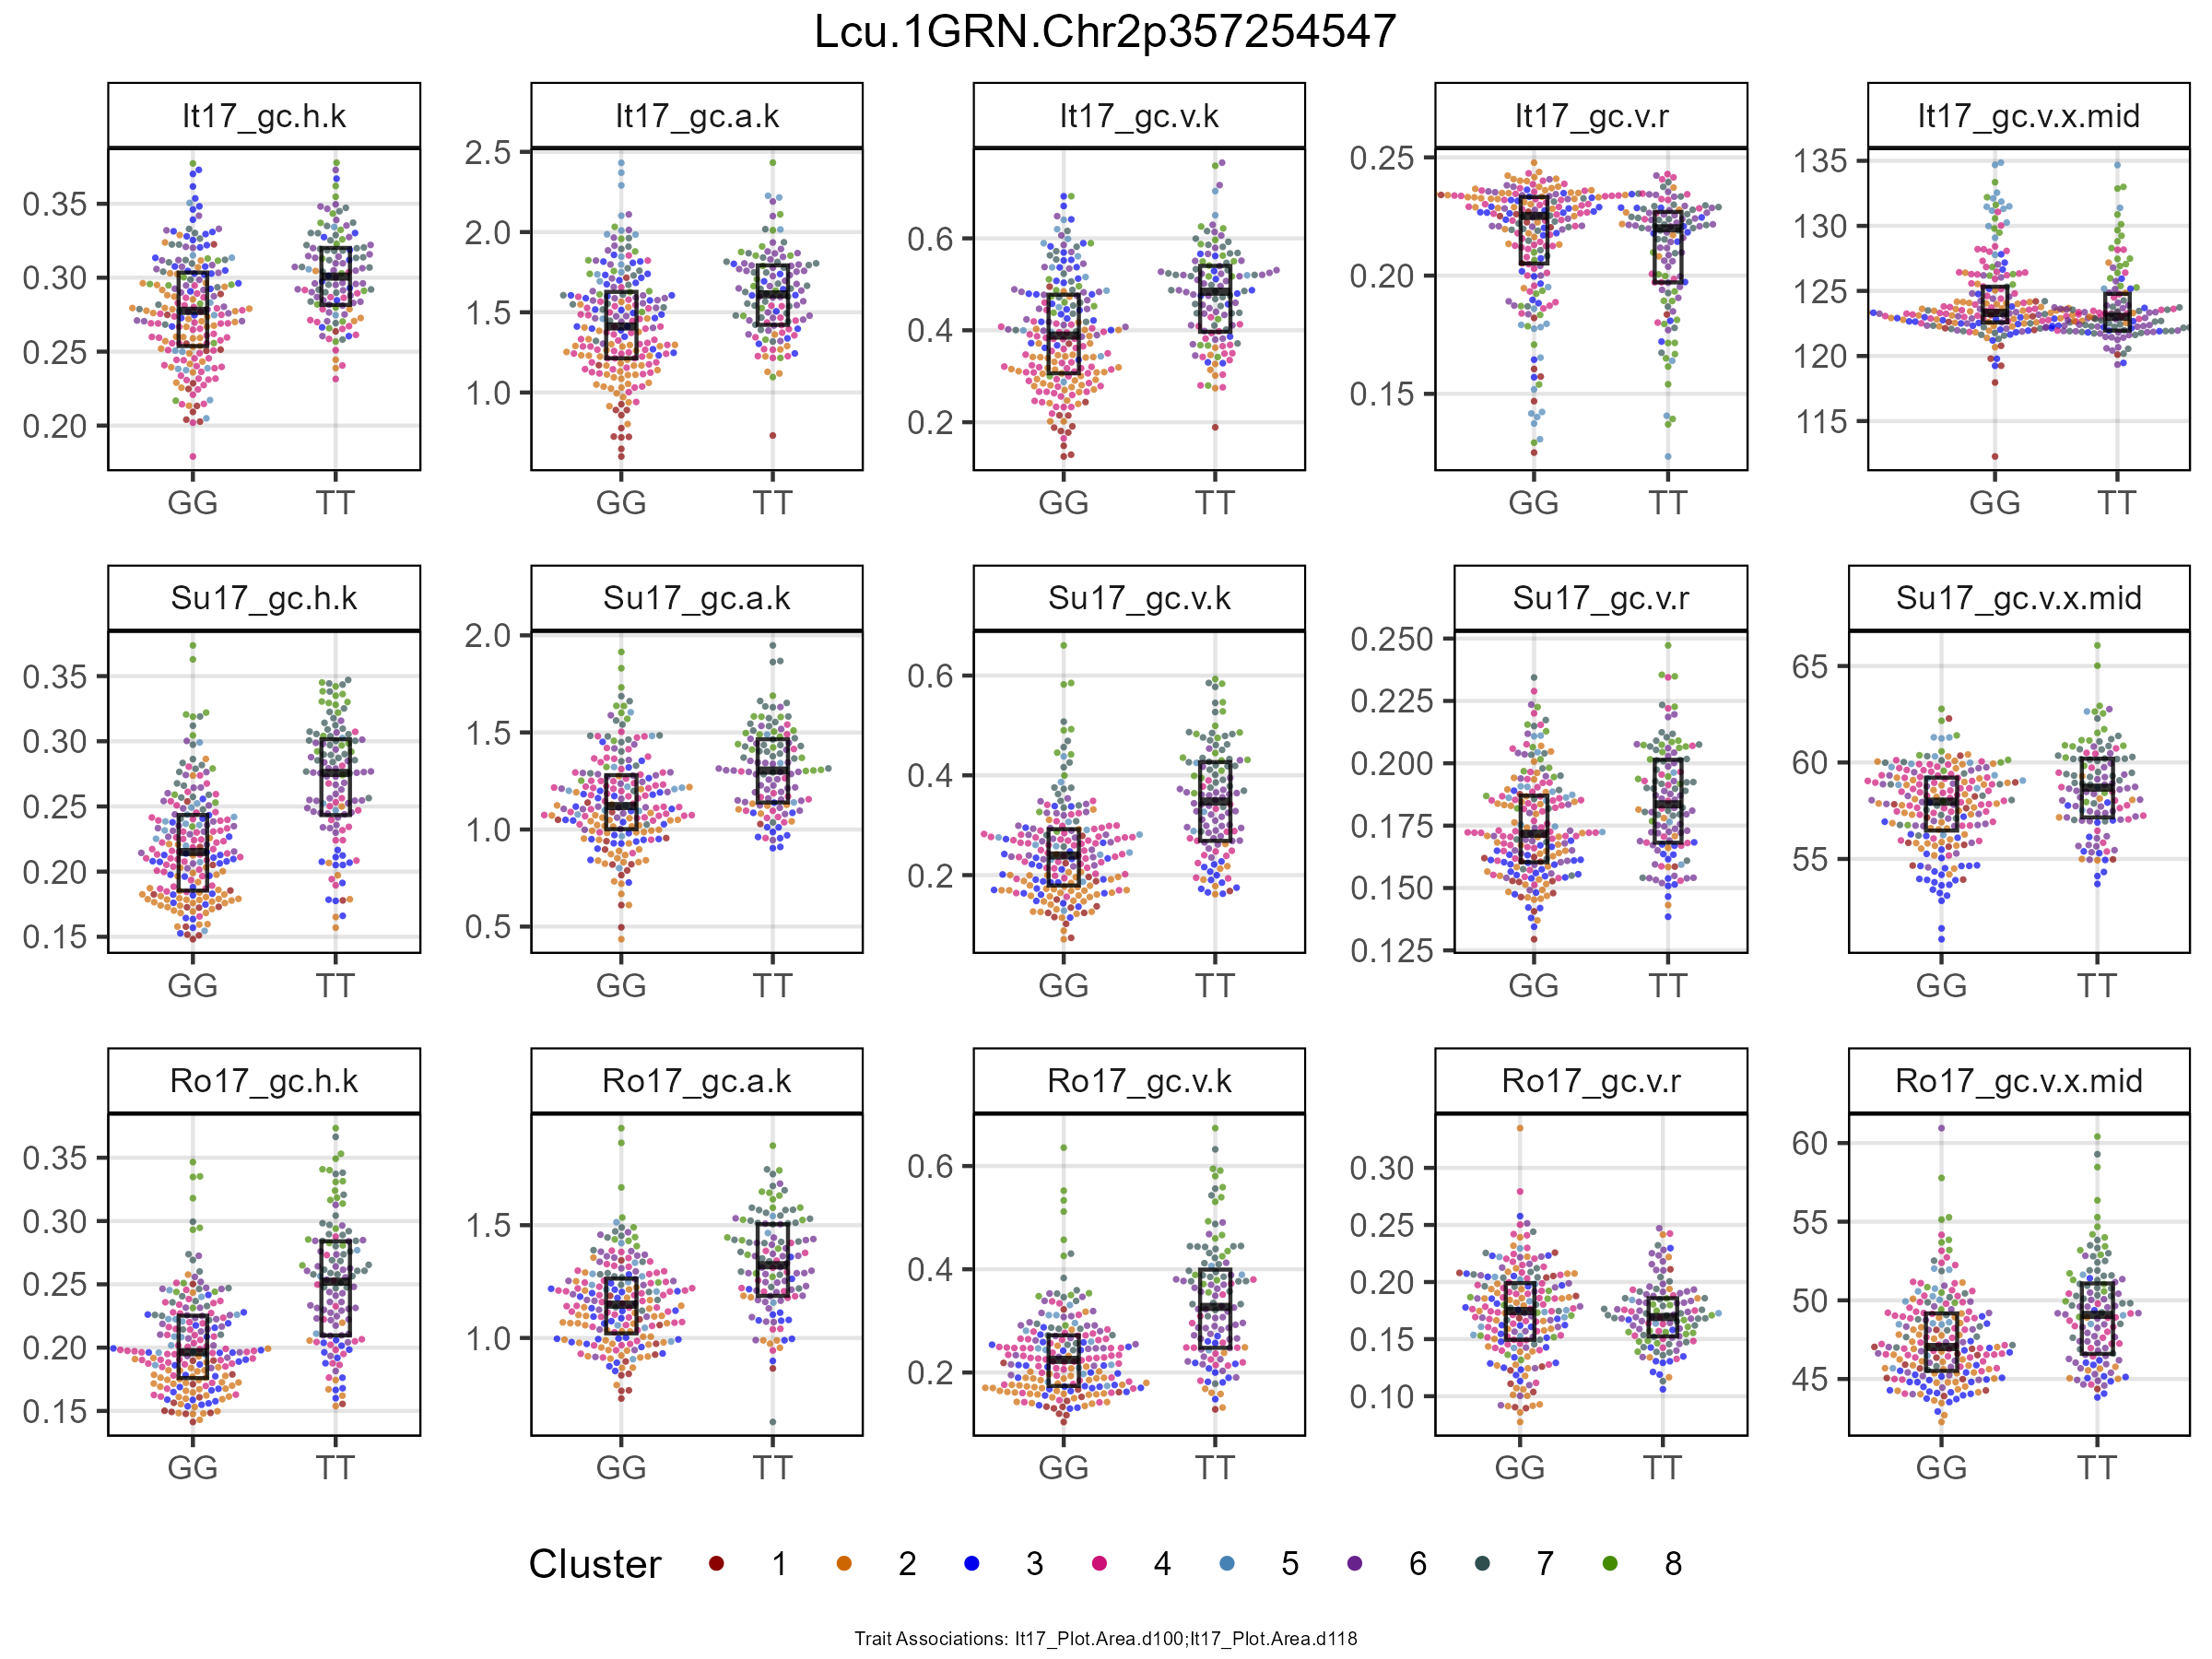 Lcu.1GRN.Chr2p357254547
It17_gc.h.k It17_gc.a.k It17_gc.v.k It17_gc.v.r It17_gc.v.x.mid
0.35 0.30 0.25 0.20 2.5 2.0 1.5 1.0 0.6 0.4 0.2 0.25 0.20 0.15 135 130 125 120 115
GG TT GG TT GG TT GG TT GG TT
Su17_gc.h.k Su17_gc.a.k Su17_gc.v.k Su17_gc.v.r Su17_gc.v.x.mid
0.35 0.30 0.25 0.20 0.15 2.0 1.5 1.0 0.5 0.6 0.4 0.2 0.250 0.225 0.200 0.175 0.150 0.125 65 60 55
GG TT GG TT GG TT GG TT GG TT
Ro17_gc.h.k Ro17_gc.a.k Ro17_gc.v.k Ro17_gc.v.r Ro17_gc.v.x.mid
0.35 0.30 0.25 0.20 0.15 1.5 1.0 0.6 0.4 0.2 0.30 0.25 0.20 0.15 0.10 60 55 50 45
GG TT GG TT GG TT GG TT GG TT
Cluster 1 2 3 4 5 6 7 8
Trait Associations: It17_Plot.Area.d100;It17_Plot.Area.d118